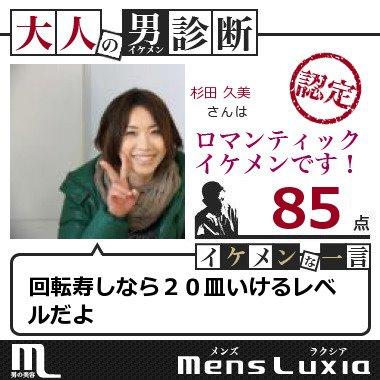 大人の男診断
イケメン
杉田 久美
さんは
認定
ロマンティック
イケメンです！
85点
イケメンな一言
回転寿しなら２０皿いけるレベ
ルだよ
男の美容
メンズ ラクシア
Mens Luxia